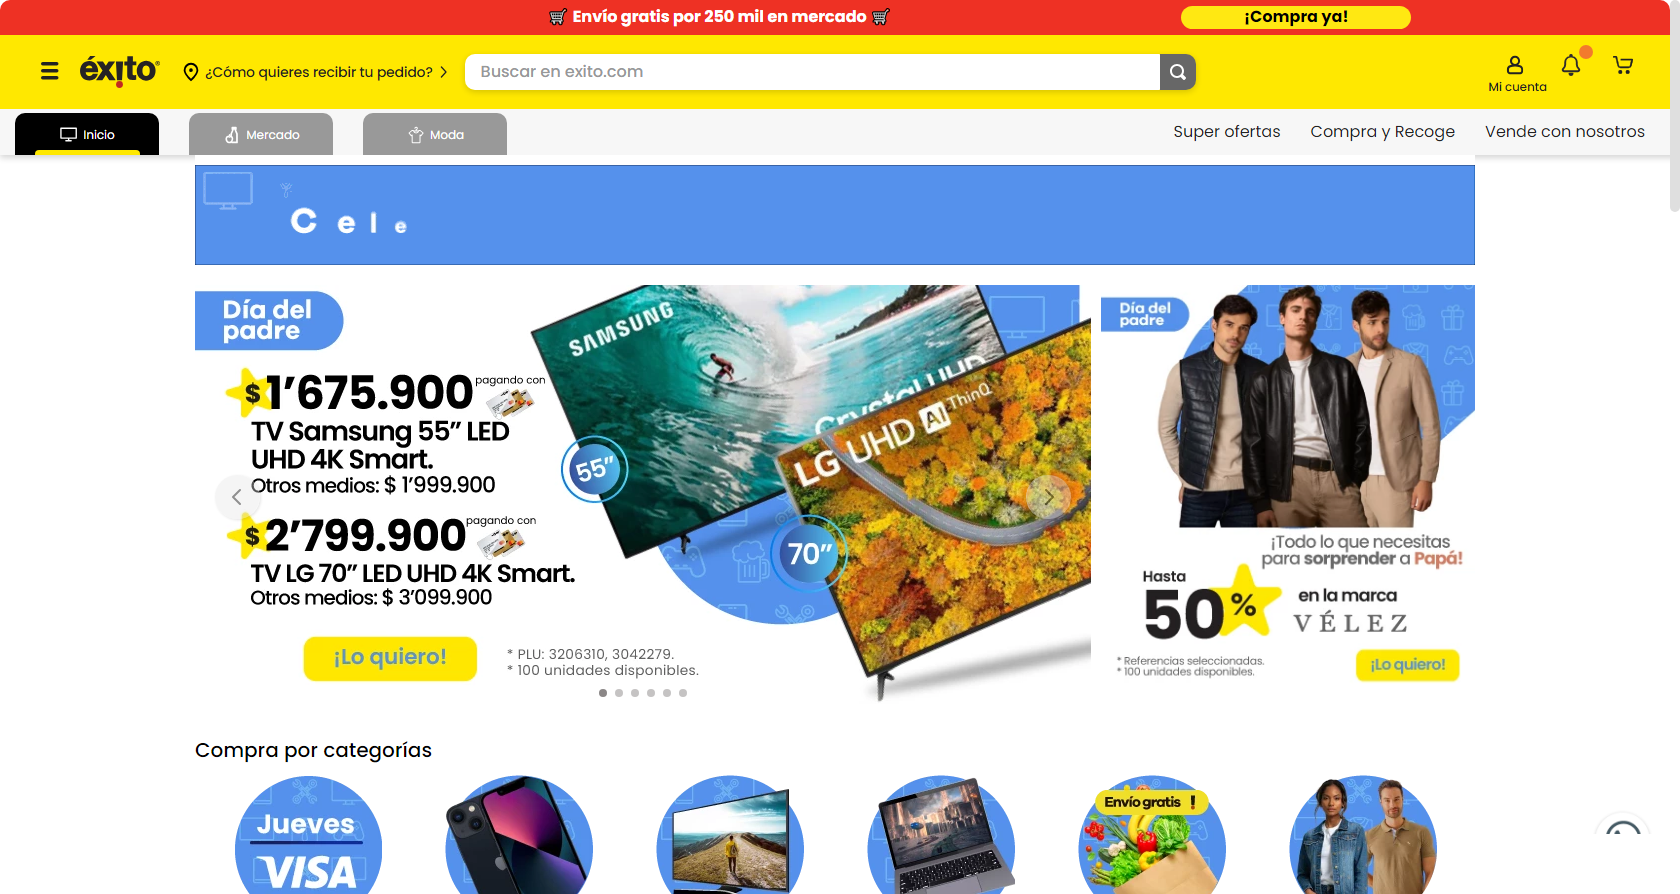 Envío gratis por 250 mil en mercado
¡Compra ya!
éxito
¿Cómo quieres recibir tu pedido?
Buscar en exito.com
Mi cuenta
Inicio
Mercado
Moda
Super ofertas
Compra y Recoge
Vende con nosotros
C e l e
Día del
padre
$ 1’675.900
pagando con
TV Samsung 55” LED
UHD 4K Smart.
Otros medios: $ 1’999.900
$ 2’799.900
pagando con
TV LG 70” LED UHD 4K Smart.
Otros medios: $ 3’099.900
¡Lo quiero!
* PLU: 3206310, 3042279.
* 100 unidades disponibles.
SAMSUNG
Crystal UHD
55”
LG UHD AI ThinQ
70”
Día del
padre
¡Todo lo que necesitas
para sorprender a Papá!
Hasta
50%
en la marca
VÉLEZ
* Referencias seleccionadas.
* 100 unidades disponibles.
¡Lo quiero!
Compra por categorías
Jueves
VISA
Envío gratis !